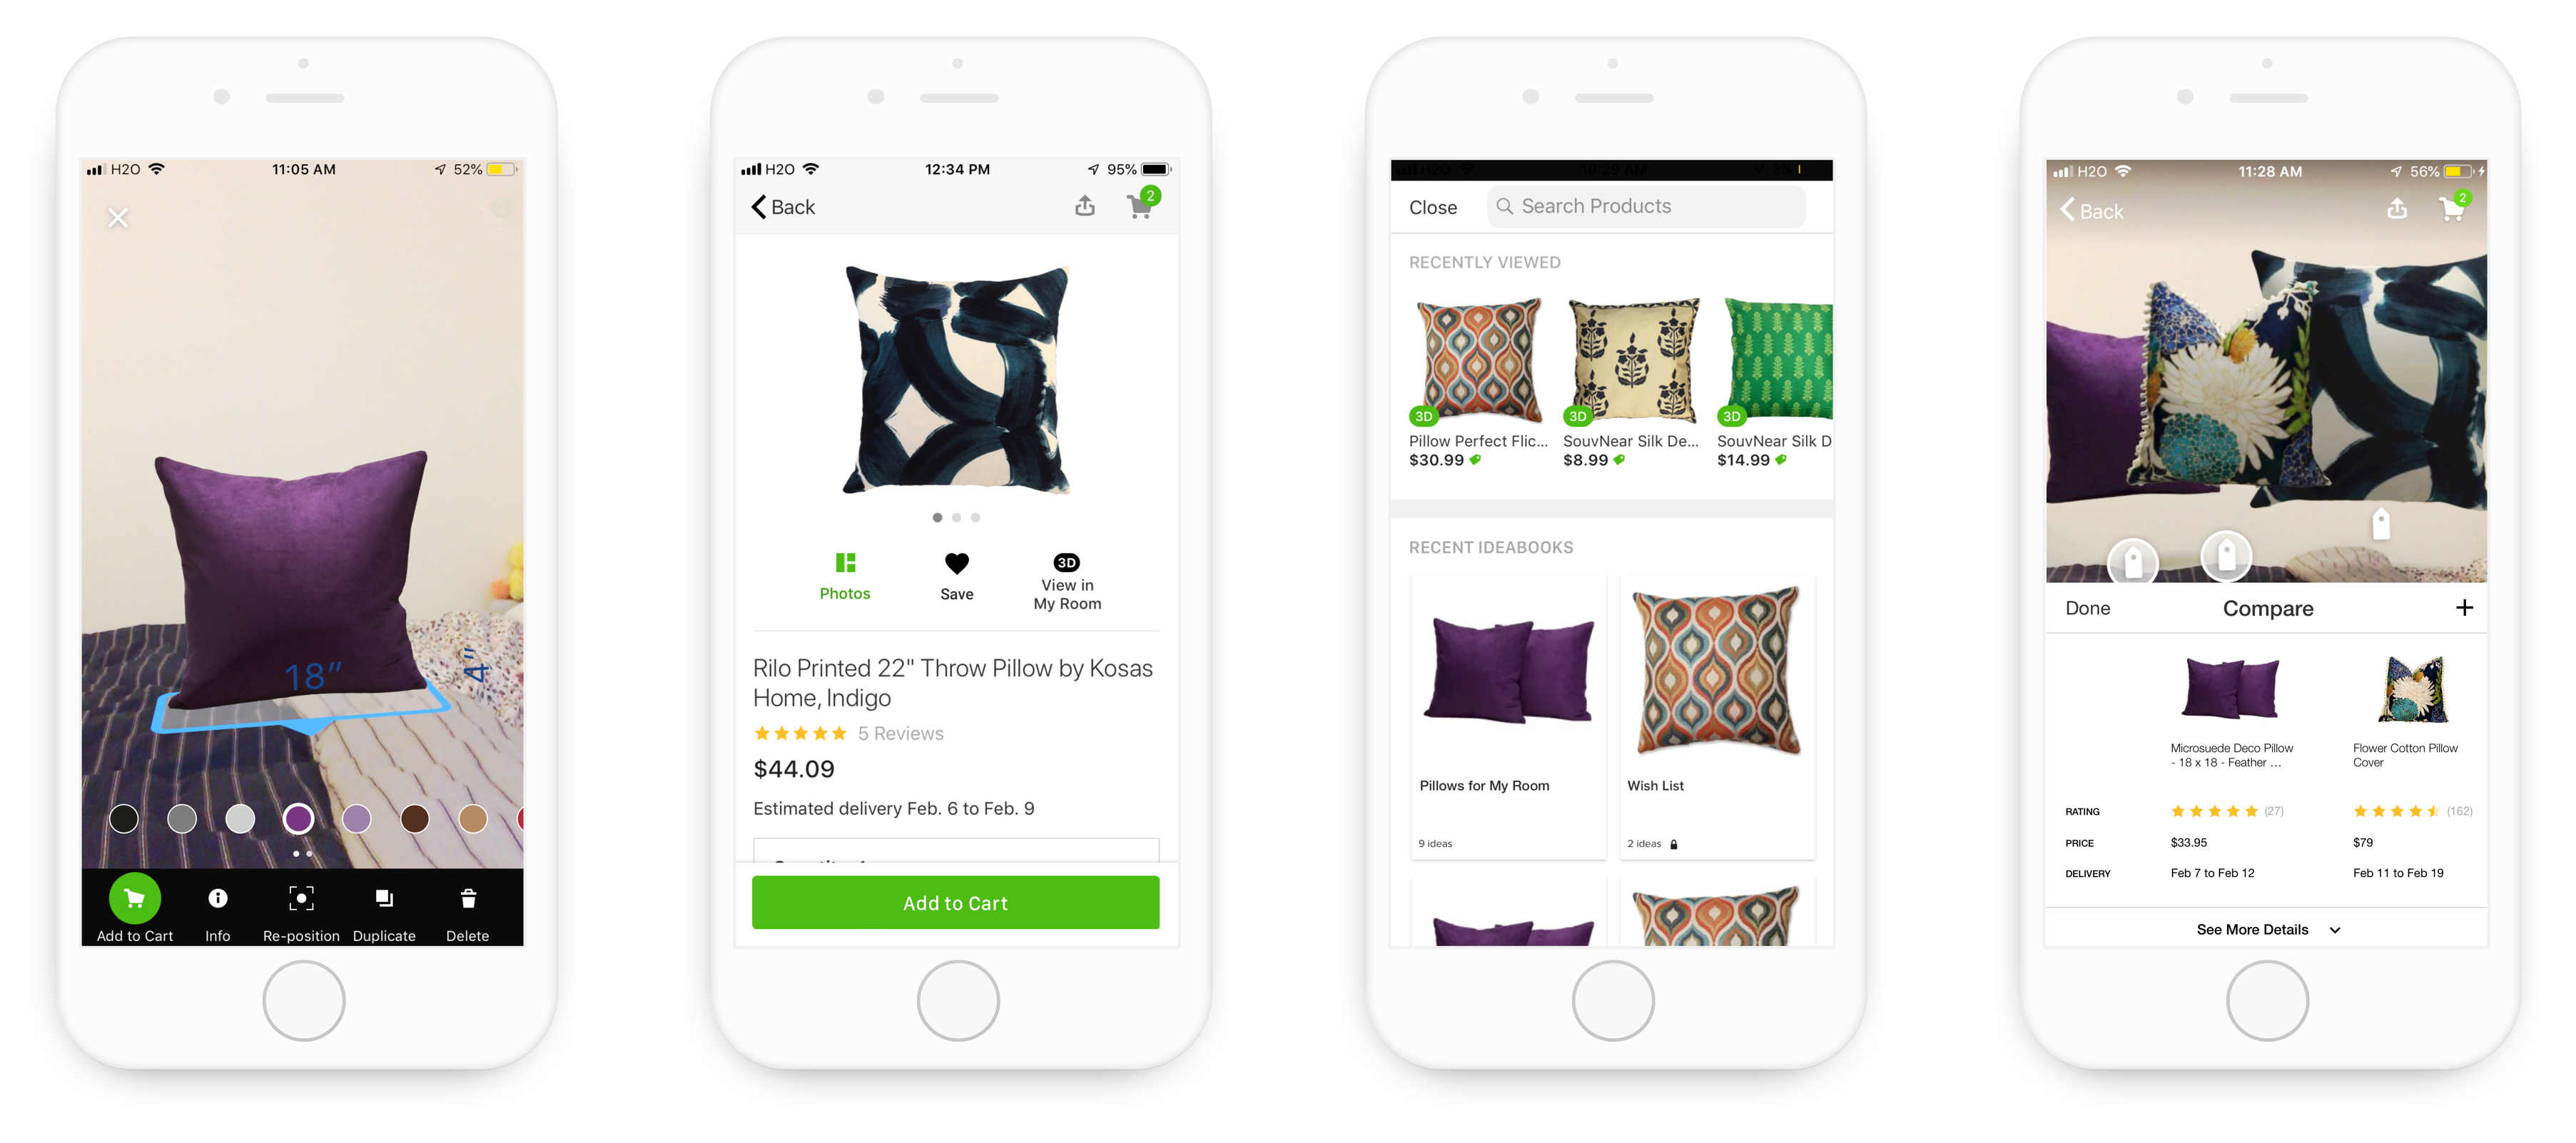 H2O 11:05 AM 52%
2
18”
4”
Add to Cart Info Re-position Duplicate Delete
H2O 12:34 PM 95%
Back 2
Photos Save 3D
View in
My Room
Rilo Printed 22" Throw Pillow by Kosas
Home, Indigo
5 Reviews
$44.09
Estimated delivery Feb. 6 to Feb. 9
Add to Cart
H2O 10:29 AM 5%
Close Search Products
RECENTLY VIEWED
3D 3D 3D
Pillow Perfect Flic... SouvNear Silk De... SouvNear Silk D
$30.99 $8.99 $14.99
RECENT IDEABOOKS
Pillows for My Room Wish List
9 ideas 2 ideas
H2O 11:28 AM 56%
Back 2
Done Compare +
Microsuede Deco Pillow Flower Cotton Pillow
- 18 x 18 - Feather ... Cover
RATING (27) (162)
PRICE $33.95 $79
DELIVERY Feb 7 to Feb 12 Feb 11 to Feb 19
See More Details